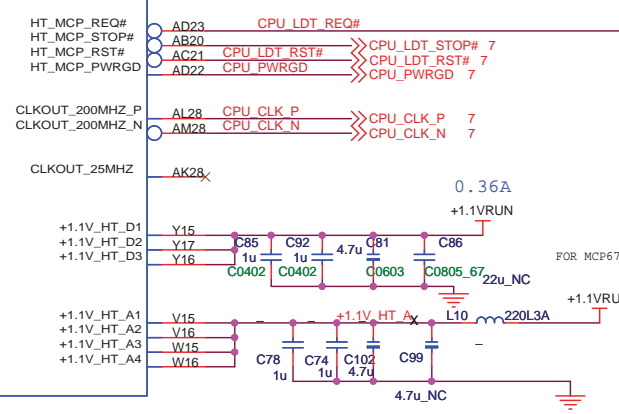 HT_MCP_REQ# AD23 CPU_LDT_REQ#
HT_MCP_STOP# AB20 CPU_LDT_STOP# 7
HT_MCP_RST# AC21 CPU_LDT_RST# CPU_LDT_RST# 7
HT_MCP_PWRGD AD22 CPU_PWRGD CPU_PWRGD 7
CLKOUT_200MHZ_P AL28 CPU_CLK_P CPU_CLK_P 7
CLKOUT_200MHZ_N AM28 CPU_CLK_N CPU_CLK_N 7
CLKOUT_25MHZ AK28
0.36A
+1.1VRUN
+1.1V_HT_D1 Y15
+1.1V_HT_D2 Y17
+1.1V_HT_D3 Y16
C85 C92 C81 C86
1u 1u 4.7u
C0402 C0402 C0603 C0805_67
22u_NC
FOR MCP67
+1.1VRU
+1.1V_HT_A1 V15 +1.1V_HT_A L10 220L3A
+1.1V_HT_A2 V16
+1.1V_HT_A3 W15
+1.1V_HT_A4 W16
C78 C74 C102 C99
1u 1u 4.7u
4.7u_NC